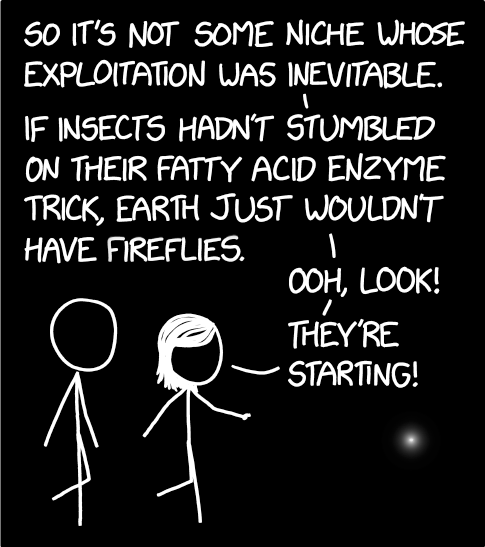 SO IT'S NOT SOME NICHE WHOSE
EXPLOITATION WAS INEVITABLE.
IF INSECTS HADN'T STUMBLED
ON THEIR FATTY ACID ENZYME
TRICK, EARTH JUST WOULDN'T
HAVE FIREFLIES.
OOH, LOOK!
THEY'RE
STARTING!